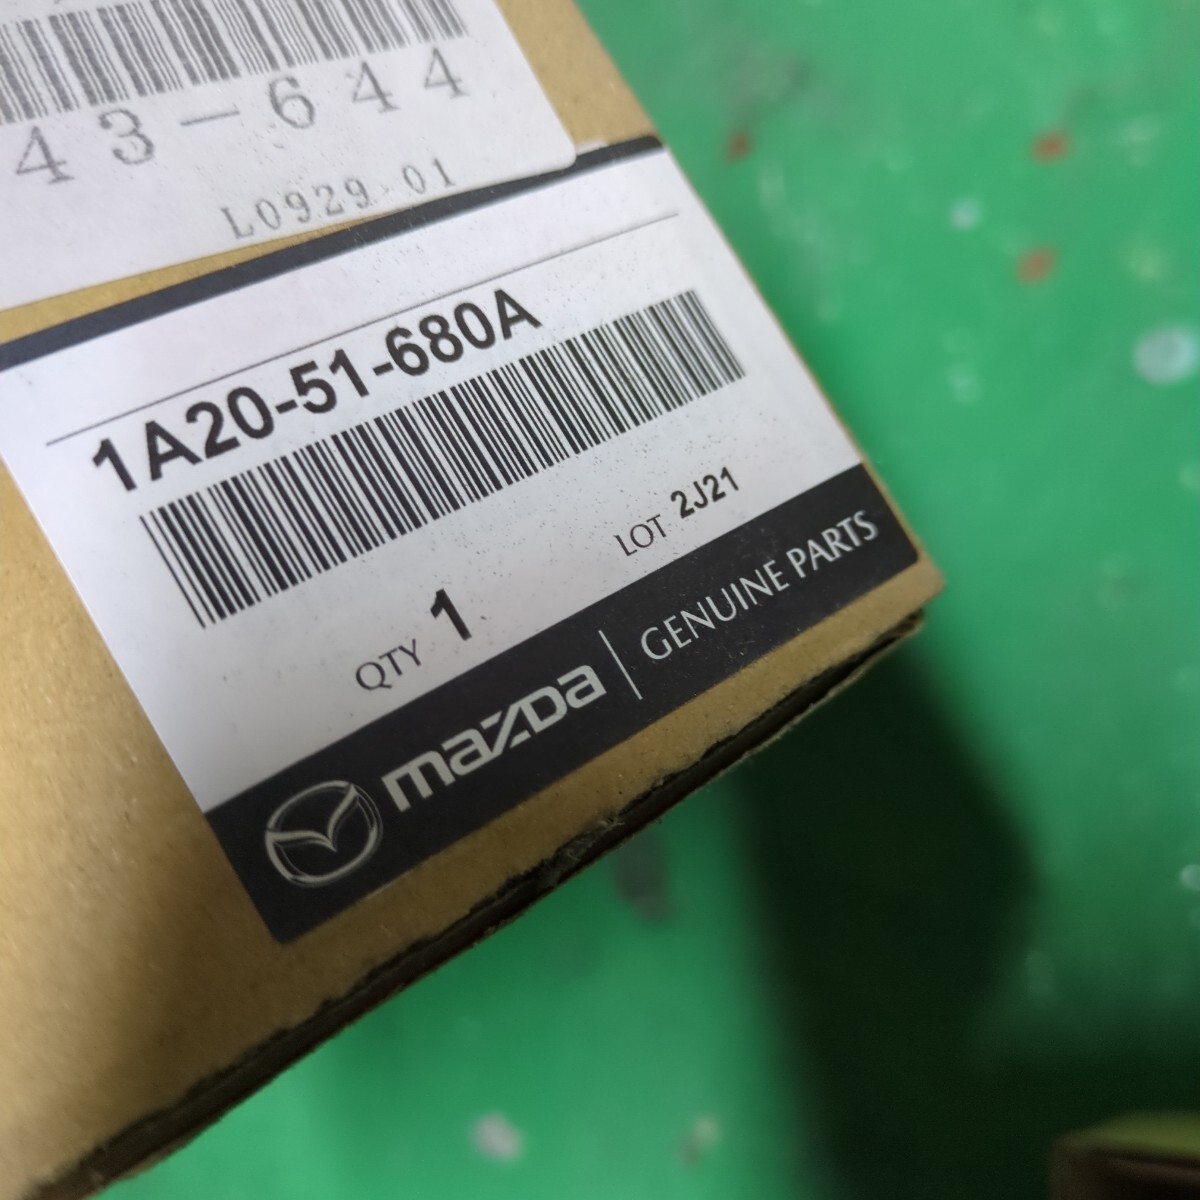 43-644
L0929-01
1A20-51-680A
QTY 1
LOT 2J21
mazda
GENUINE PARTS